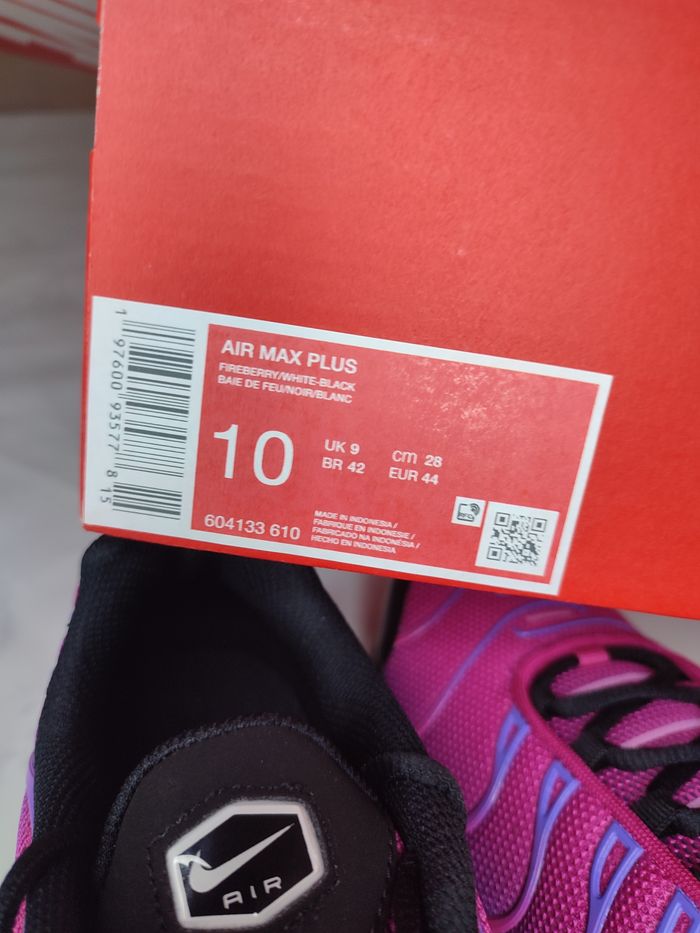 AIR MAX PLUS
FIREBERRY/WHITE-BLACK
BAIE DE FEU/NOIR/BLANC
10
UK 9 cm 28
BR 42 EUR 44
604133 610
MADE IN INDONESIA /
FABRIQUE EN INDONESIE /
FABRICADO NA INDONÉSIA /
HECHO EN INDONESIA
1 97600 93577 8 15
AIR